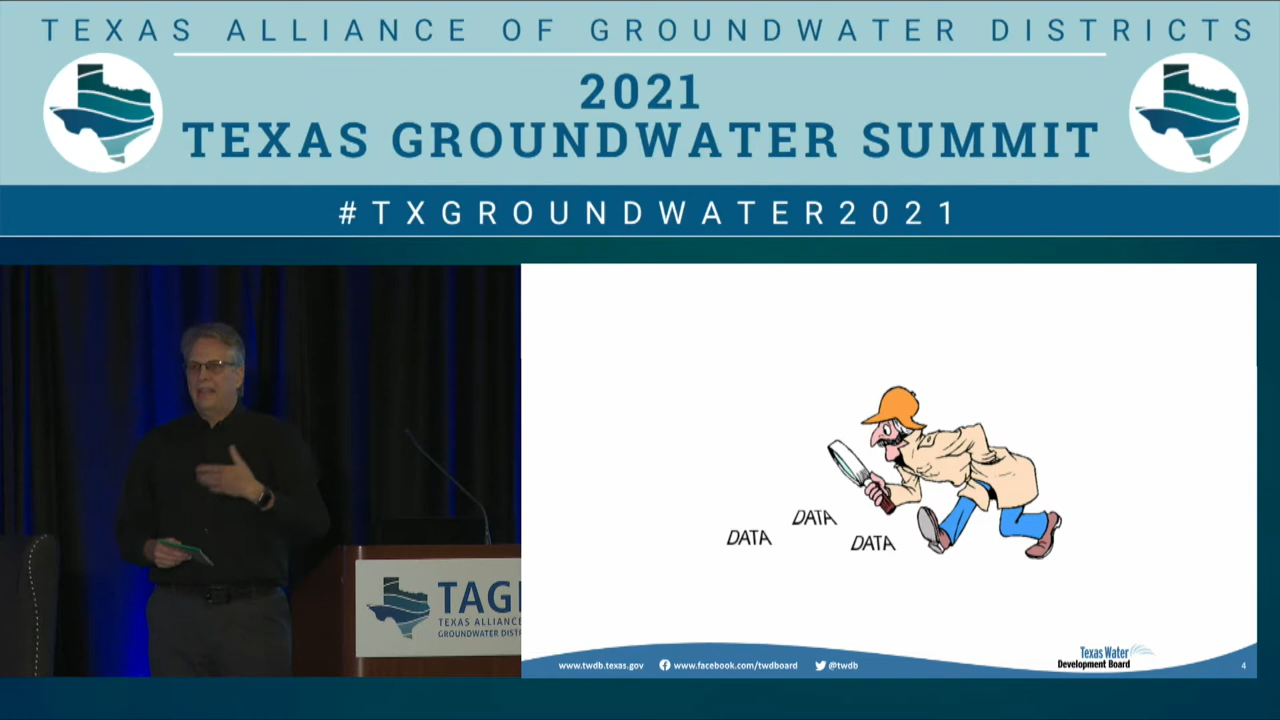 TEXAS ALLIANCE OF GROUNDWATER DISTRICTS
2021
TEXAS GROUNDWATER SUMMIT
#TXGROUNDWATER2021
TAG
TEXAS ALLIANCE
GROUNDWATER DIST
DATA
DATA
DATA
www.twdb.texas.gov
www.facebook.com/twdboard
@twdb
Texas Water
Development Board
4